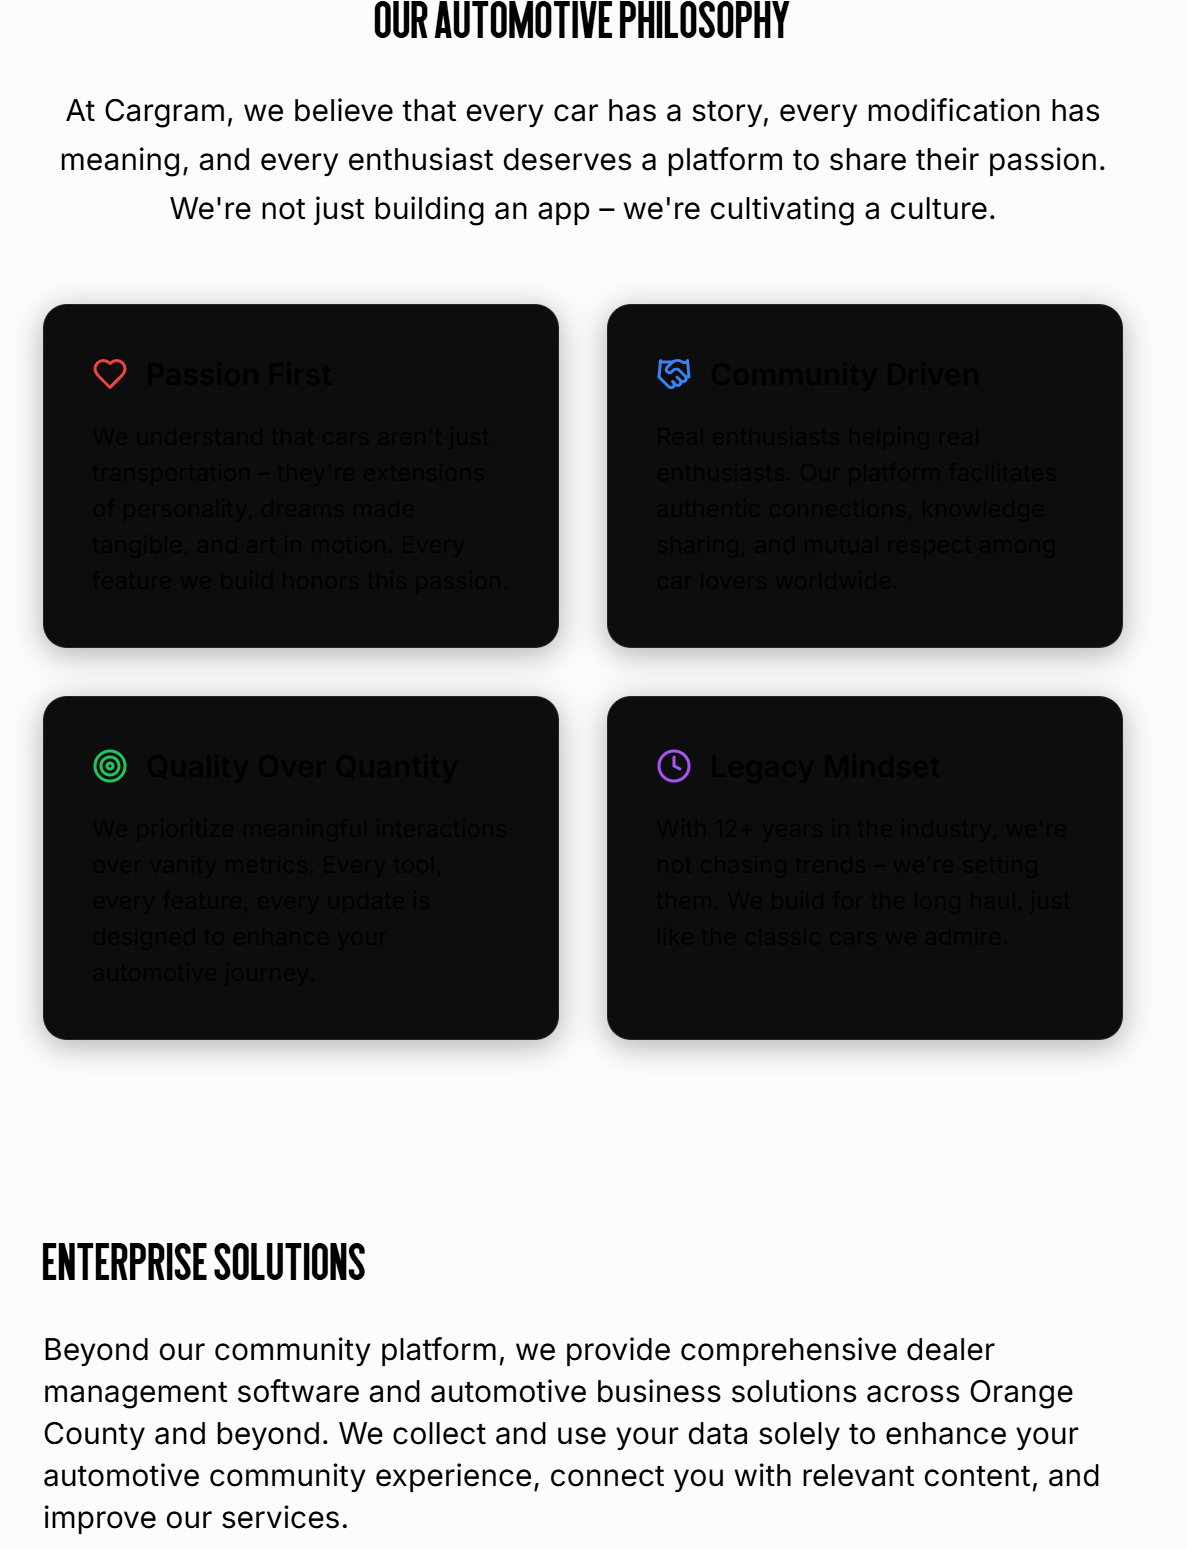 OUR AUTOMOTIVE PHILOSOPHY
At Cargram, we believe that every car has a story, every modification has
meaning, and every enthusiast deserves a platform to share their passion.
We're not just building an app – we're cultivating a culture.
Passion First
We understand that cars aren't just
transportation – they're extensions
of personality, dreams made
tangible, and art in motion. Every
feature we build honors this passion.
Community Driven
Real enthusiasts helping real
enthusiasts. Our platform facilitates
authentic connections, knowledge
sharing, and mutual respect among
car lovers worldwide.
Quality Over Quantity
We prioritize meaningful interactions
over vanity metrics. Every tool,
every feature, every update is
designed to enhance your
automotive journey.
Legacy Mindset
With 12+ years in the industry, we're
not chasing trends – we're setting
them. We build for the long haul, just
like the classic cars we admire.
ENTERPRISE SOLUTIONS
Beyond our community platform, we provide comprehensive dealer
management software and automotive business solutions across Orange
County and beyond. We collect and use your data solely to enhance your
automotive community experience, connect you with relevant content, and
improve our services.